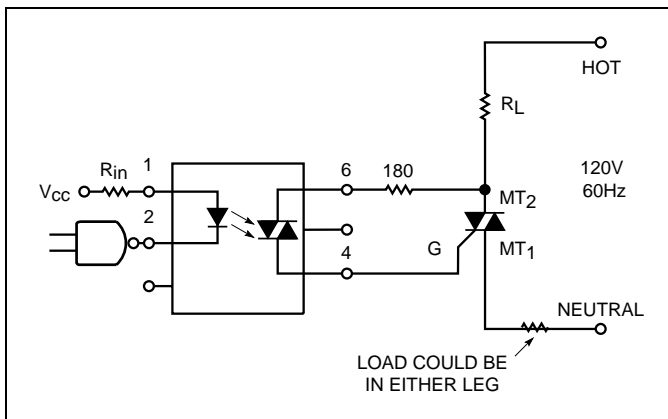 HOT
RL
Rin 1 6 180 120V
60Hz
VCC 2 MT2
4 G MT1
NEUTRAL
LOAD COULD BE
IN EITHER LEG